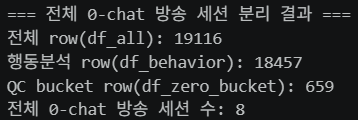 === 전체 0-chat 방송 세션 분리 결과 ===
전체 row(df_all): 19116
행동분석 row(df_behavior): 18457
QC bucket row(df_zero_bucket): 659
전체 0-chat 방송 세션 수: 8